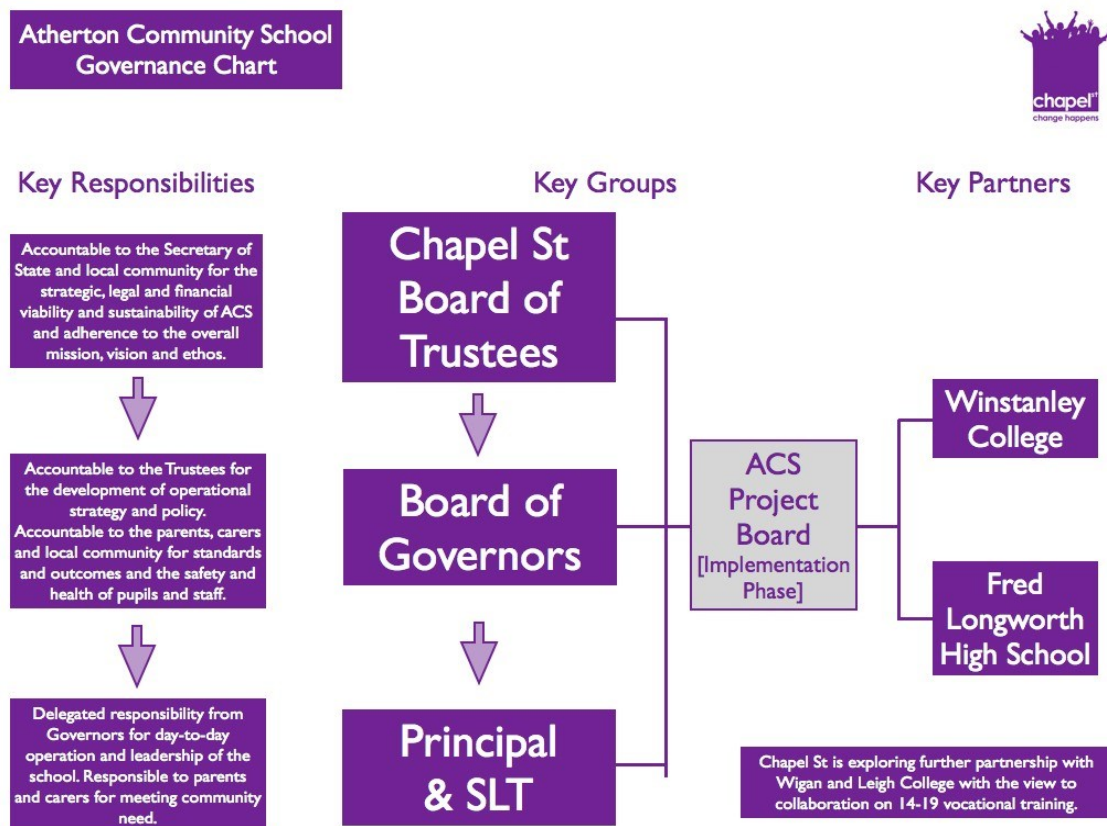 Atherton Community School
Governance Chart
chapel st
change happens
Key Responsibilities
Key Groups
Key Partners
Accountable to the Secretary of
State and local community for the
strategic, legal and financial
viability and sustainability of ACS
and adherence to the overall
mission, vision and ethos.
Chapel St
Board of
Trustees
Accountable to the Trustees for
the development of operational
strategy and policy.
Accountable to the parents, carers
and local community for standards
and outcomes and the safety and
health of pupils and staff.
Board of
Governors
ACS
Project
Board
[Implementation
Phase]
Winstanley
College
Fred
Longworth
High School
Delegated responsibility from
Governors for day-to-day
operation and leadership of the
school. Responsible to parents
and carers for meeting community
need.
Principal
& SLT
Chapel St is exploring further partnership with
Wigan and Leigh College with the view to
collaboration on 14-19 vocational training.